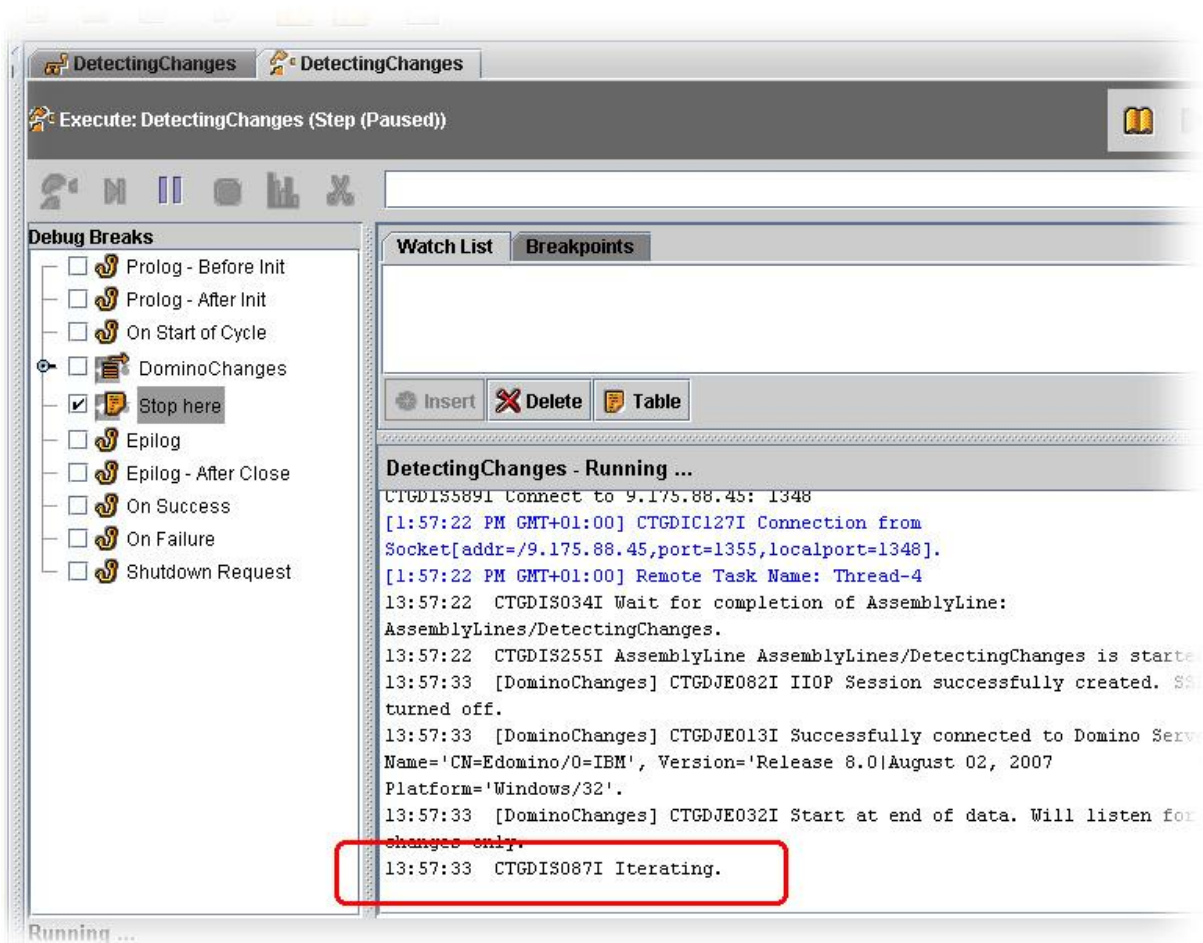 DetectingChanges
DetectingChanges
Execute: DetectingChanges (Step (Paused))
Debug Breaks
Prolog - Before Init
Prolog - After Init
On Start of Cycle
DominoChanges
Stop here
Epilog
Epilog - After Close
On Success
On Failure
Shutdown Request
Watch List
Breakpoints
Insert
Delete
Table
DetectingChanges - Running ...
CTGDIS589I Connect to 9.175.88.45: 1348
[1:57:22 PM GMT+01:00] CTGDIC127I Connection from
Socket[addr=/9.175.88.45,port=1355,localport=1348].
[1:57:22 PM GMT+01:00] Remote Task Name: Thread-4
13:57:22 CTGDIS034I Wait for completion of AssemblyLine:
AssemblyLines/DetectingChanges.
13:57:22 CTGDIS255I AssemblyLine AssemblyLines/DetectingChanges is starte
13:57:33 [DominoChanges] CTGDJE082I IIOP Session successfully created. SS
turned off.
13:57:33 [DominoChanges] CTGDJE013I Successfully connected to Domino Serv
Name='CN=Edomino/O=IBM', Version='Release 8.0|August 02, 2007
Platform='Windows/32'.
13:57:33 [DominoChanges] CTGDJE032I Start at end of data. Will listen for
changes only.
13:57:33 CTGDIS087I Iterating.
Running ...